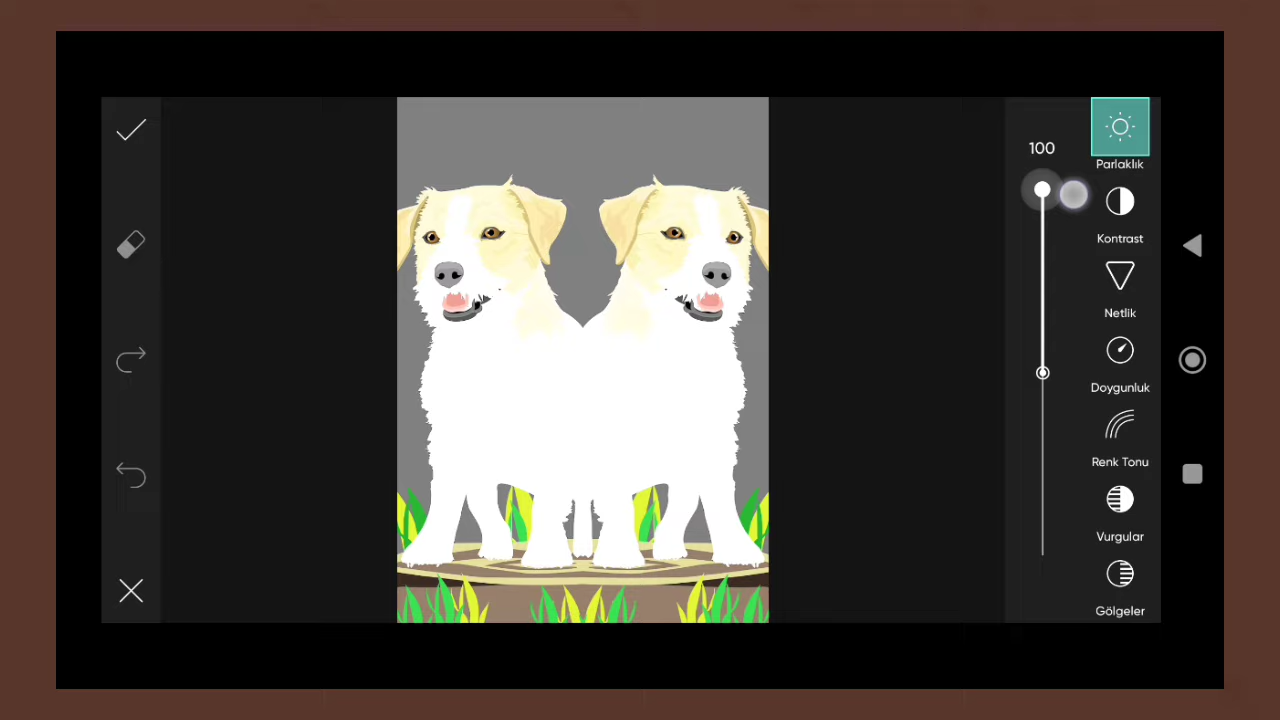 100
Parlaklık
Kontrast
Netlik
Doygunluk
Renk Tonu
Vurgular
Gölgeler